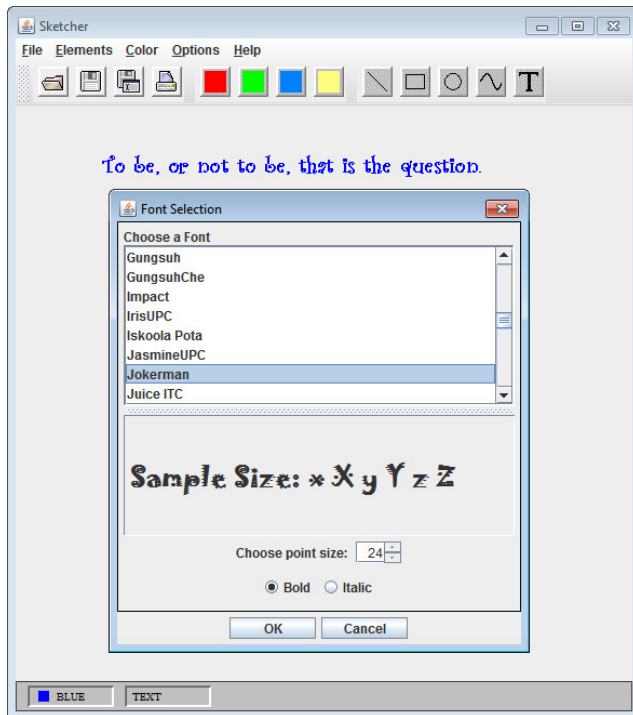 Sketcher
File Elements Color Options Help
T
To be, or not to be, that is the question.
Font Selection
Choose a Font
Gungsuh
GungsuhChe
Impact
IrisUPC
Iskoola Pota
JasmineUPC
Jokerman
Juice ITC
Sample Size: x X y Y z Z
Choose point size: 24
Bold Italic
OK Cancel
BLUE TEXT